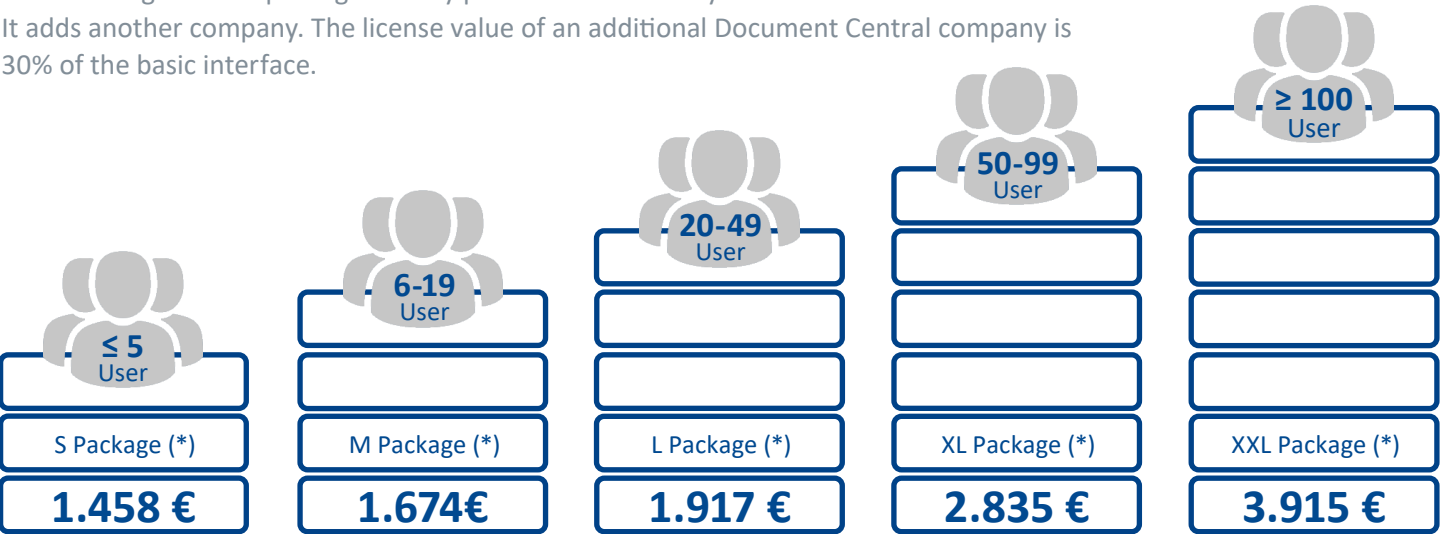 It adds another company. The license value of an additional Document Central company is
30% of the basic interface.
≥ 100
User
50-99
User
20-49
User
6-19
User
≤ 5
User
S Package (*)
M Package (*)
L Package (*)
XL Package (*)
XXL Package (*)
1.458 €
1.674€
1.917 €
2.835 €
3.915 €